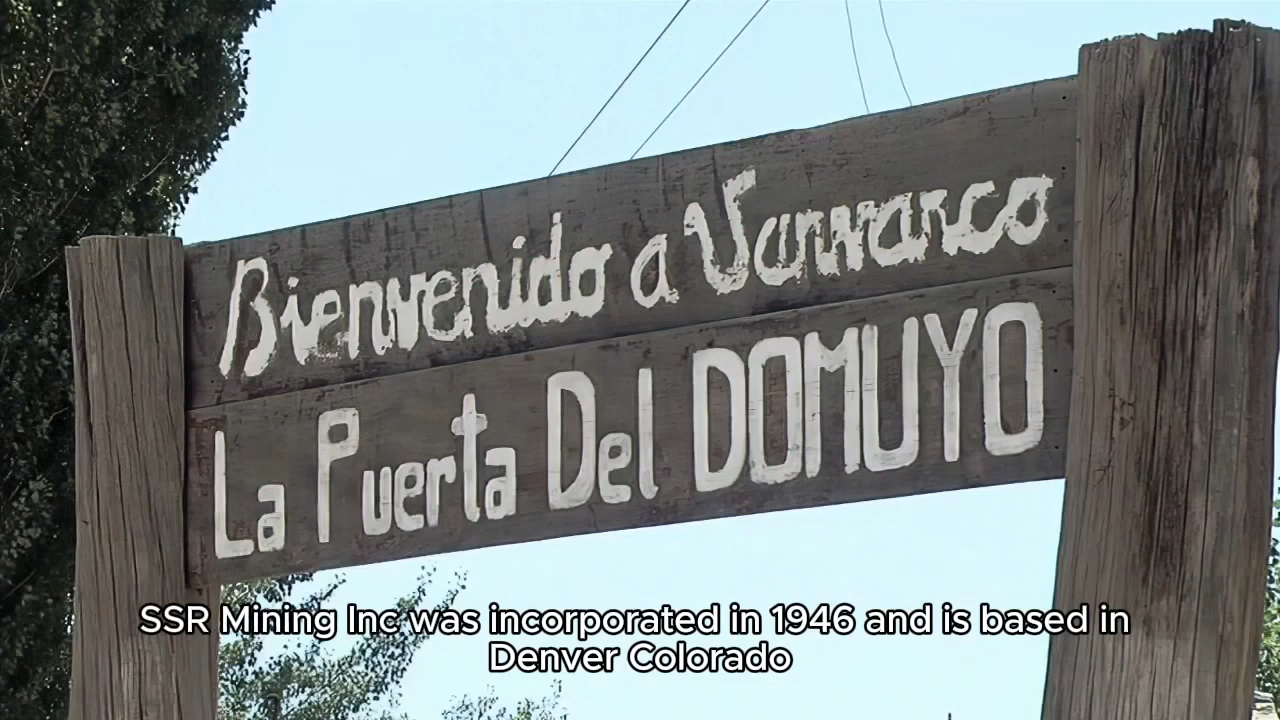 Bienvenido a Varvarco
La Puerta Del DOMUYO
SSR Mining Inc was incorporated in 1946 and is based in
Denver Colorado